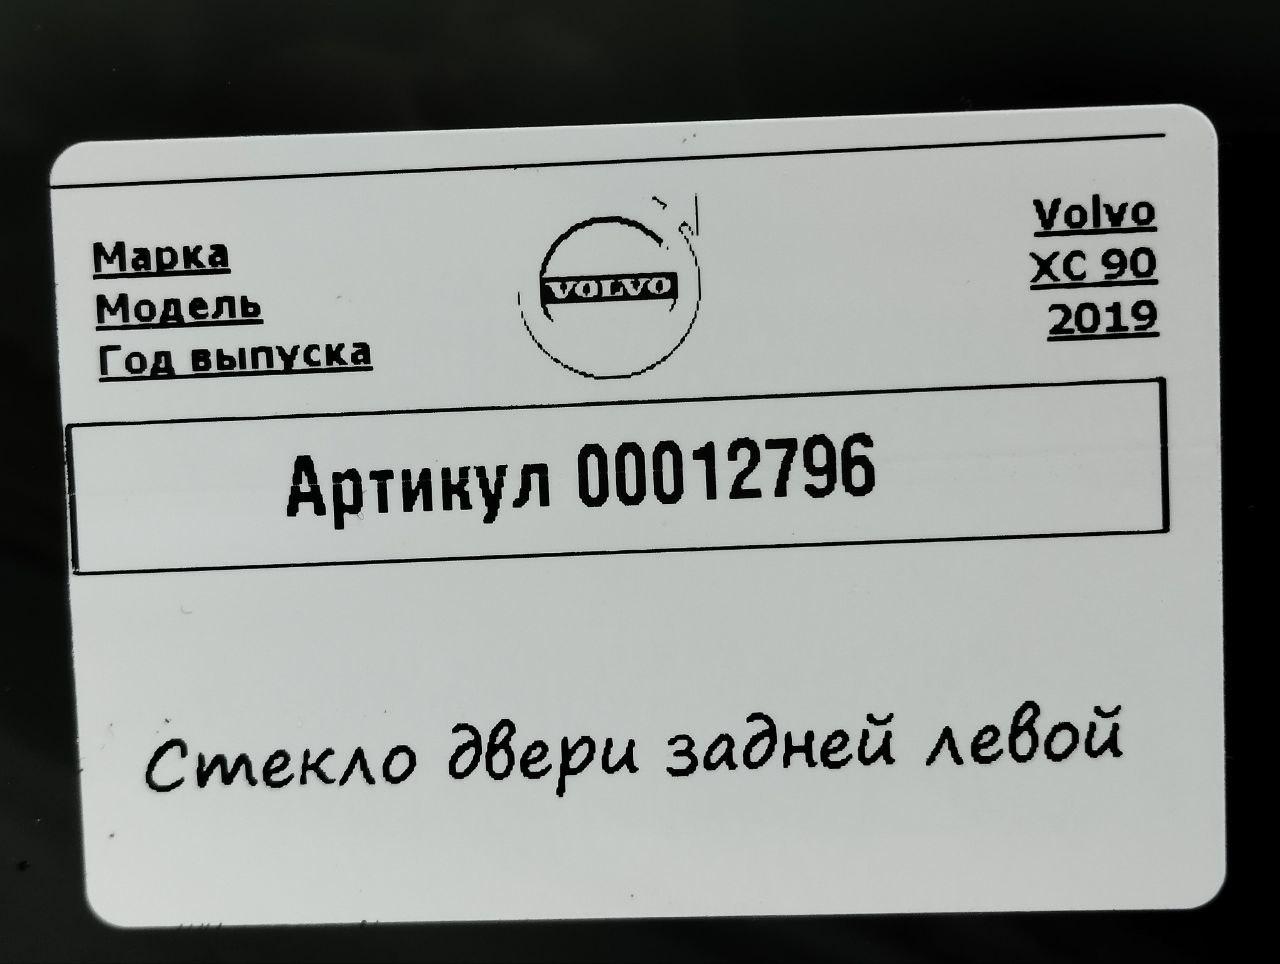 Марка
Модель
Год выпуска
VOLVO
Volvo
XC 90
2019
Артикул 00012796
Стекло двери задней левой